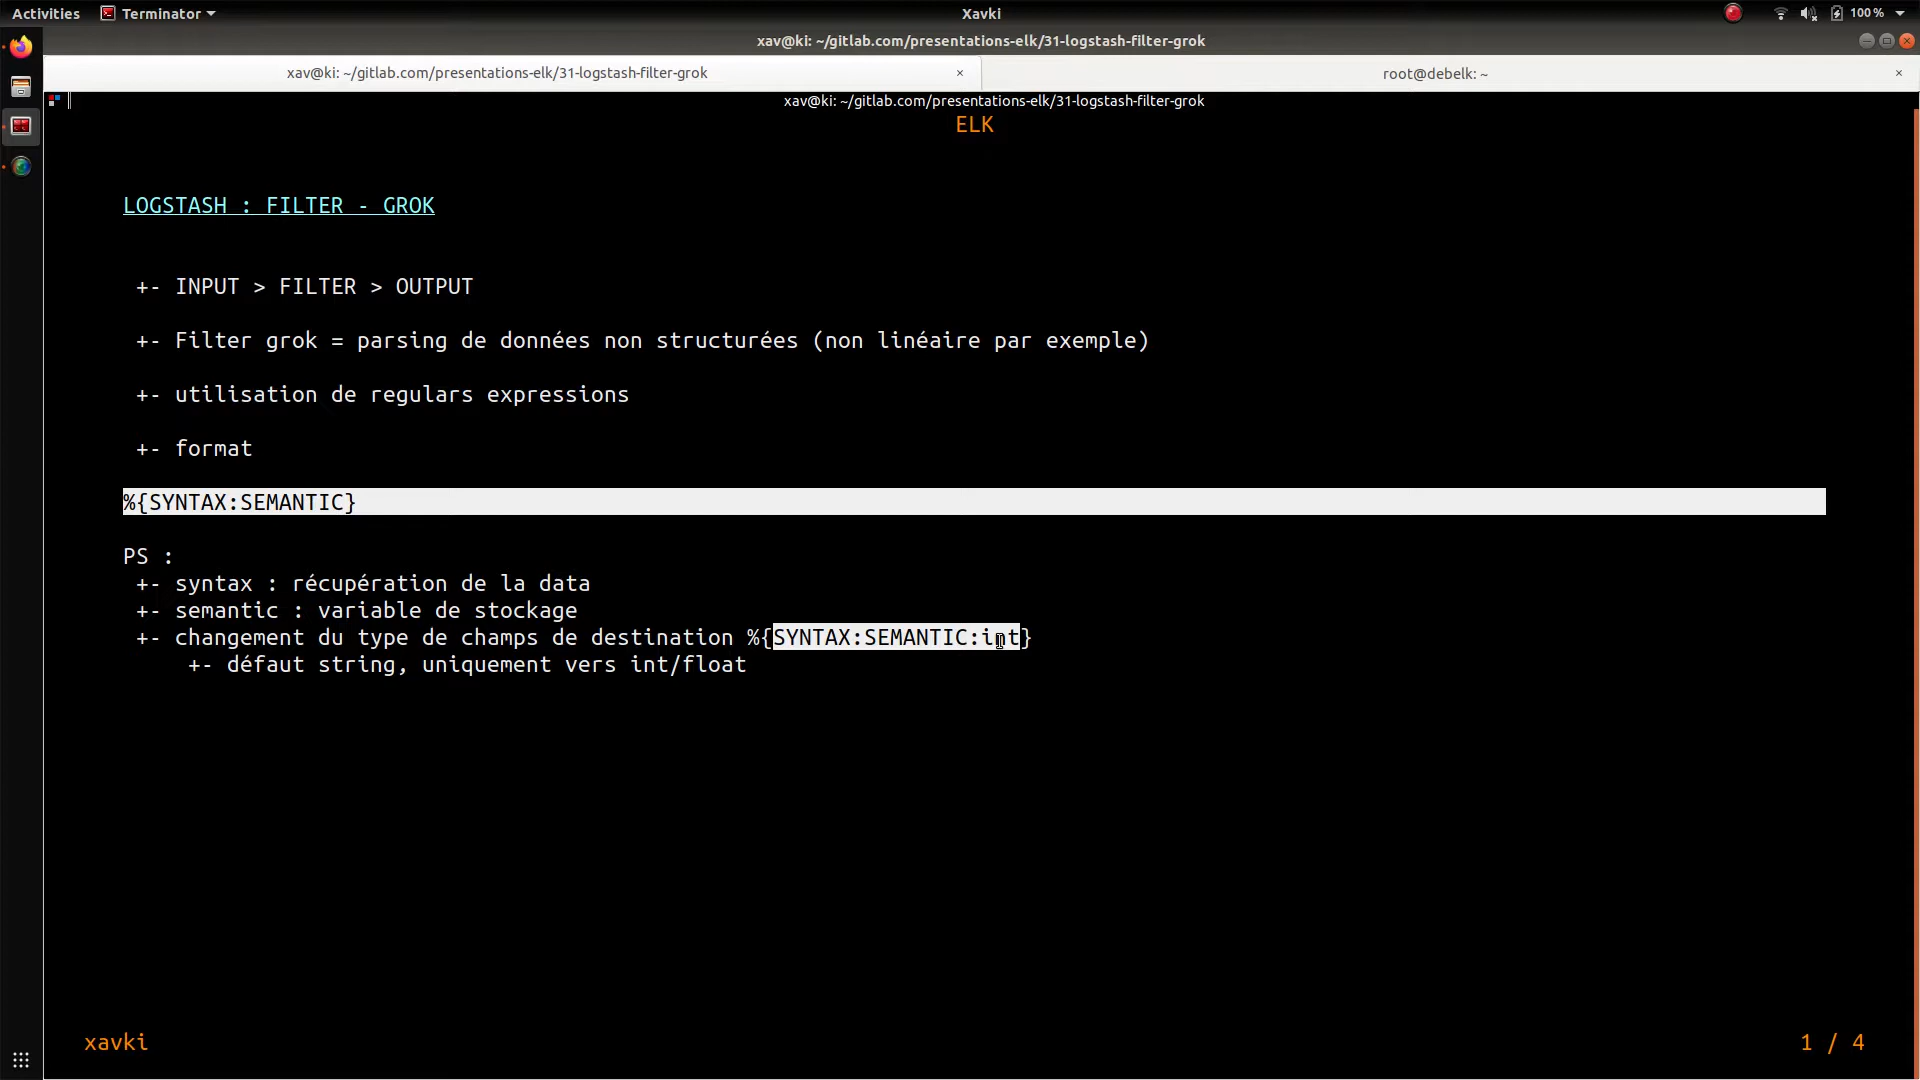 Activities
Terminator
Xavki
100%
xav@ki: ~/gitlab.com/presentations-elk/31-logstash-filter-grok
xav@ki: ~/gitlab.com/presentations-elk/31-logstash-filter-grok ×
root@debelk: ~ ×
xav@ki: ~/gitlab.com/presentations-elk/31-logstash-filter-grok
ELK
LOGSTASH : FILTER - GROK
+- INPUT > FILTER > OUTPUT
+- Filter grok = parsing de données non structurées (non linéaire par exemple)
+- utilisation de regulars expressions
+- format
%{SYNTAX:SEMANTIC}
PS :
+- syntax : récupération de la data
+- semantic : variable de stockage
+- changement du type de champs de destination %{SYNTAX:SEMANTIC:int}
+- défaut string, uniquement vers int/float
xavki
1 / 4